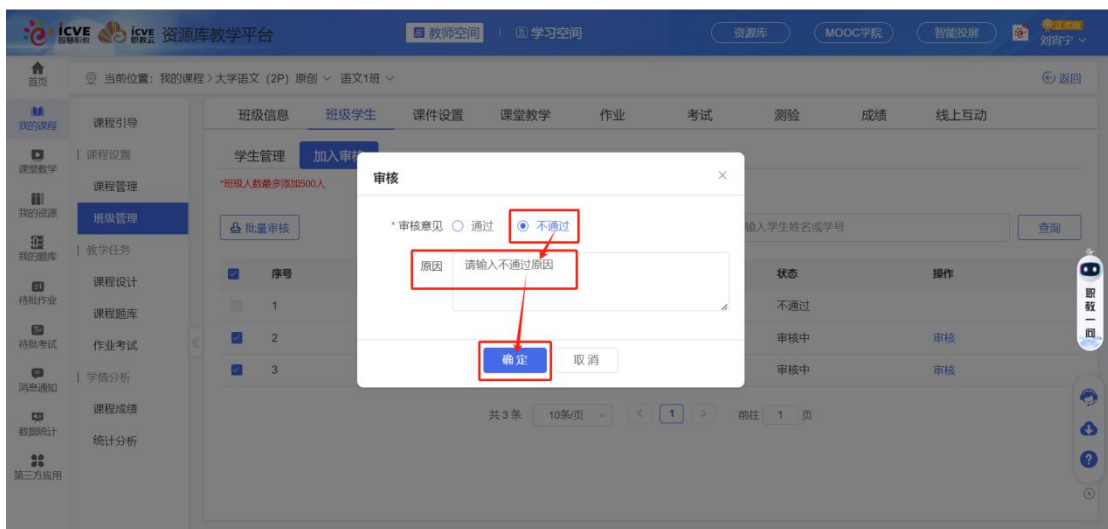 icve 智慧职教 icve 职教云 资源库教学平台 教师空间 学习空间 资源库 MOOC学院 智能投屏 正式版 刘肖宁
首页 当前位置：我的课程 > 大学语文（2P）原创 语文1班 返回
我的课程 课程引导 班级信息 班级学生 课件设置 课堂教学 作业 考试 测验 成绩 线上互动
课堂教学 课程设置 学生管理 加入审核
课程管理 *班级人数最多添加500人
审核 ×
我的资源 班级管理 批量审核 * 审核意见 通过 不通过 输入学生姓名或学号 查询
我的题库 教学任务
原因 请输入不通过原因
课程设计 序号 状态 操作
待批作业 课程题库 1 不通过
待批考试 作业考试 2 审核中 审核
确定 取消
消息通知 学情分析 3 审核中 审核
课程成绩 共 3 条 10条/页 < 1 > 前往 1 页
数据统计 统计分析
第三方应用
职教一问
?